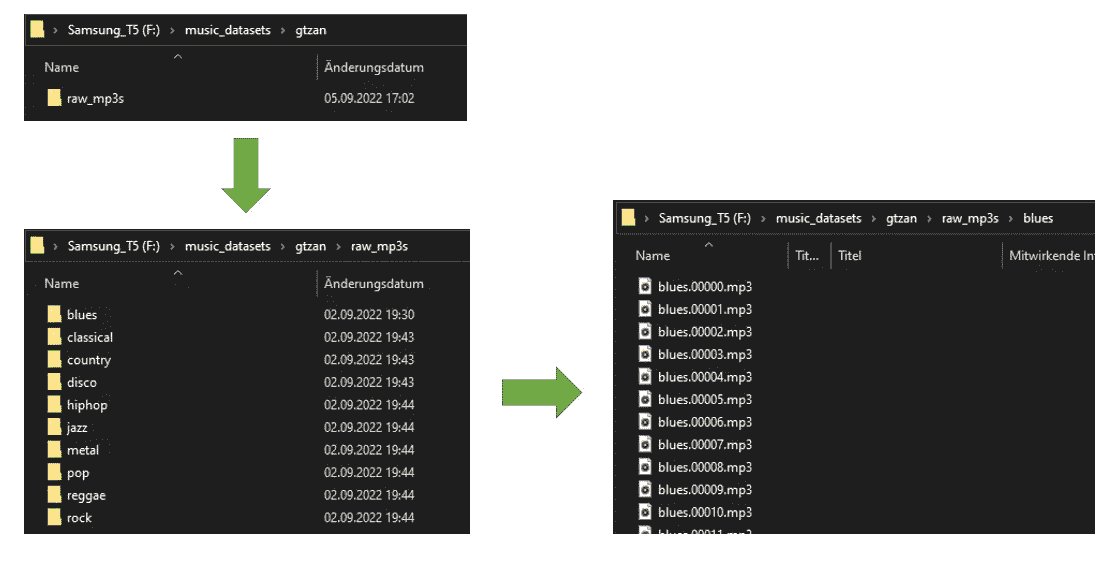 Samsung_T5 (F:) > music_datasets > gtzan
Name Änderungsdatum
raw_mp3s 05.09.2022 17:02
Samsung_T5 (F:) > music_datasets > gtzan > raw_mp3s
Name Änderungsdatum
blues 02.09.2022 19:30
classical 02.09.2022 19:43
country 02.09.2022 19:43
disco 02.09.2022 19:43
hiphop 02.09.2022 19:44
jazz 02.09.2022 19:44
metal 02.09.2022 19:44
pop 02.09.2022 19:44
reggae 02.09.2022 19:44
rock 02.09.2022 19:44
Samsung_T5 (F:) > music_datasets > gtzan > raw_mp3s > blues
Name Tit... Titel Mitwirkende Int
blues.00000.mp3
blues.00001.mp3
blues.00002.mp3
blues.00003.mp3
blues.00004.mp3
blues.00005.mp3
blues.00006.mp3
blues.00007.mp3
blues.00008.mp3
blues.00009.mp3
blues.00010.mp3
blues.00011.mp3